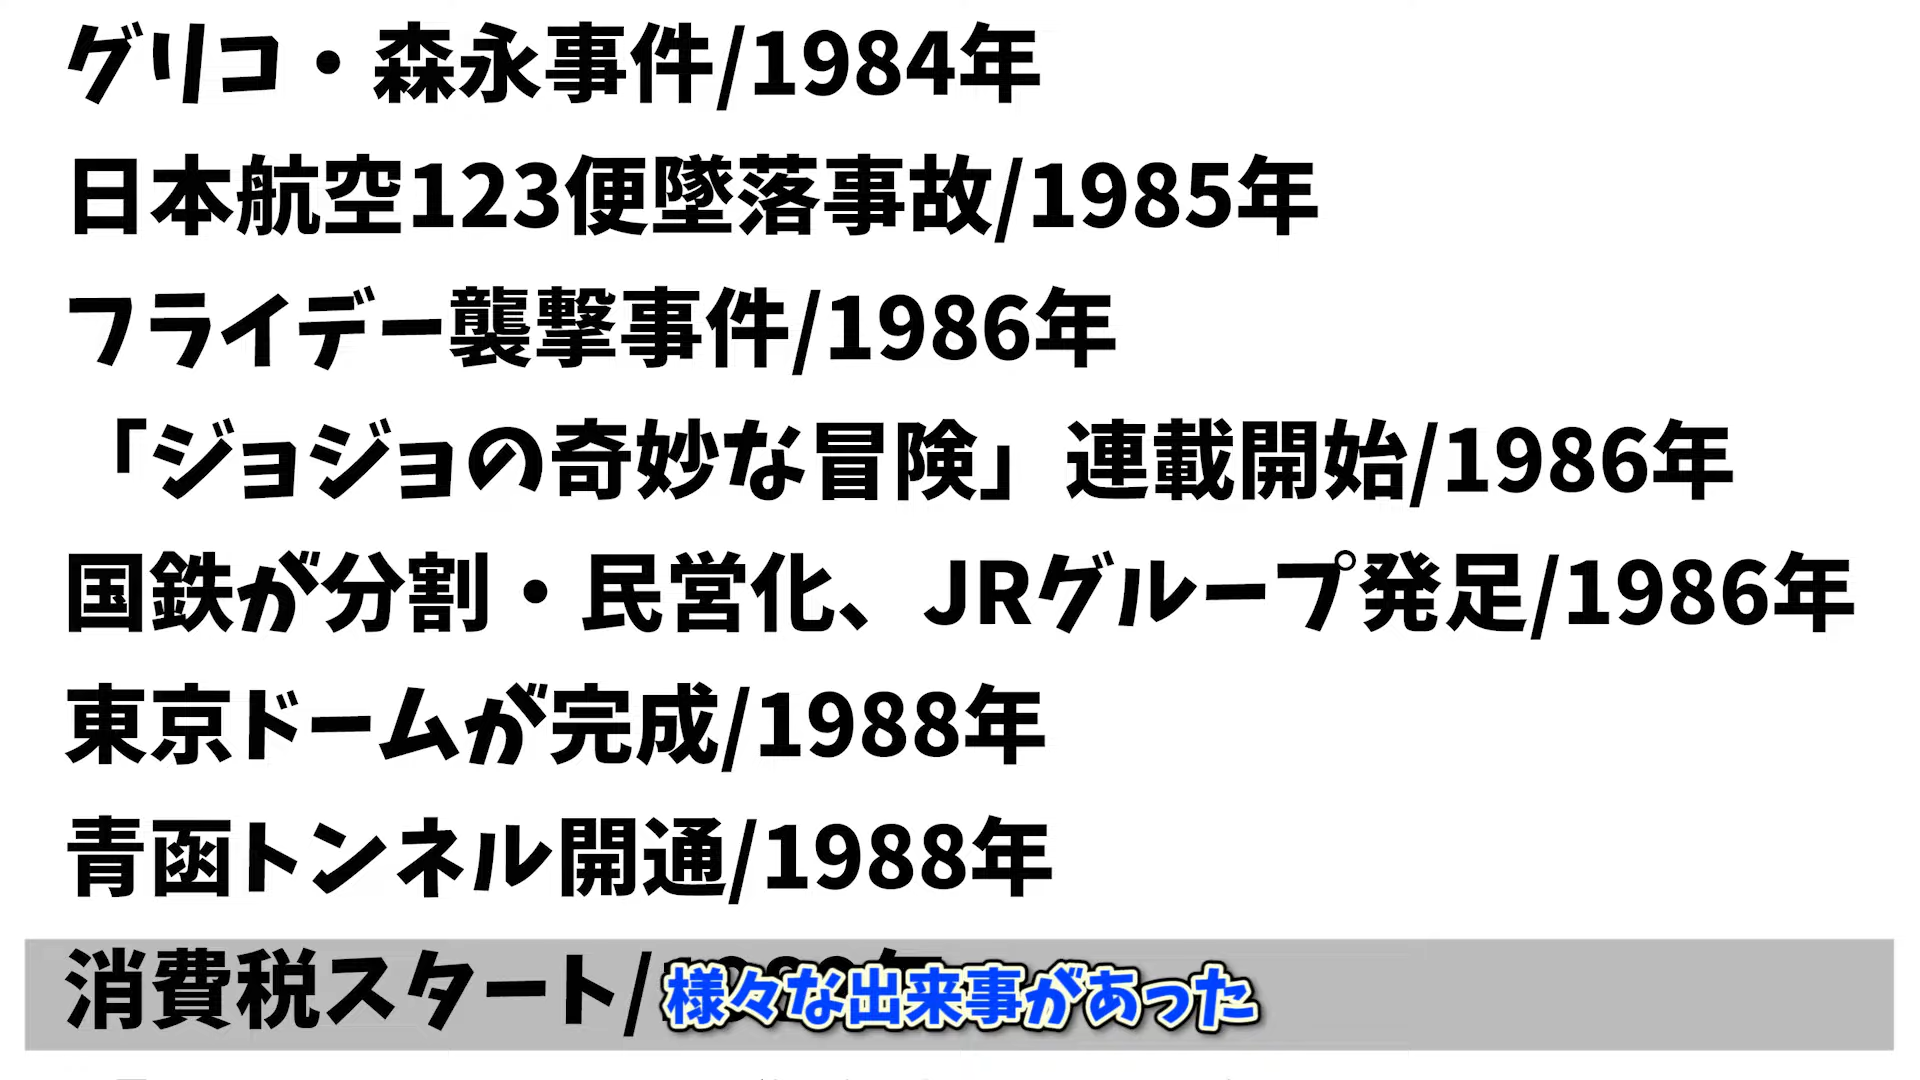 グリコ・森永事件/1984年
日本航空123便墜落事故/1985年
フライデー襲撃事件/1986年
「ジョジョの奇妙な冒険」連載開始/1986年
国鉄が分割・民営化、JRグループ発足/1986年
東京ドームが完成/1988年
青函トンネル開通/1988年
消費税スタート/
様々な出来事があった